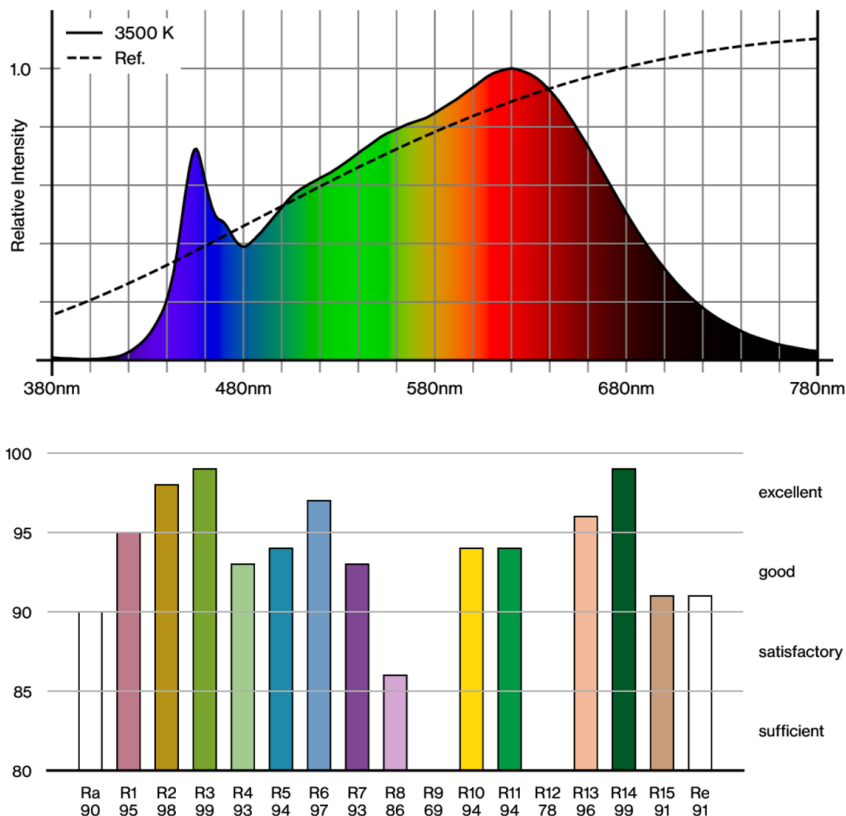 3500 K
Ref.
1.0
Relative Intensity
380nm 480nm 580nm 680nm 780nm
100
excellent
95
good
90
satisfactory
85
sufficient
80
Ra R1 R2 R3 R4 R5 R6 R7 R8 R9 R10 R11 R12 R13 R14 R15 Re
90 95 98 99 93 94 97 93 86 69 94 94 78 96 99 91 91